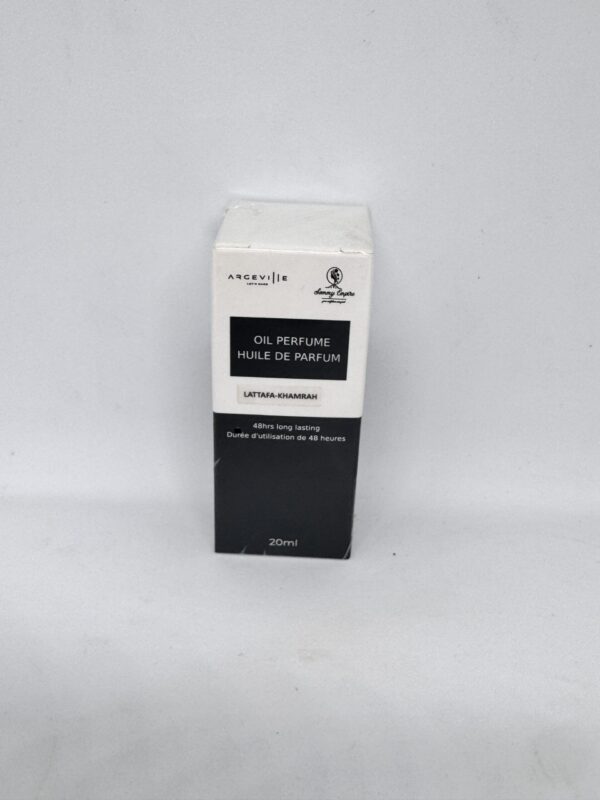 ARGEVILLE
OIL PERFUME
HUILE DE PARFUM
LATTAFA-KHAMRAH
48hrs long lasting
Durée d'utilisation de 48 heures
20ml